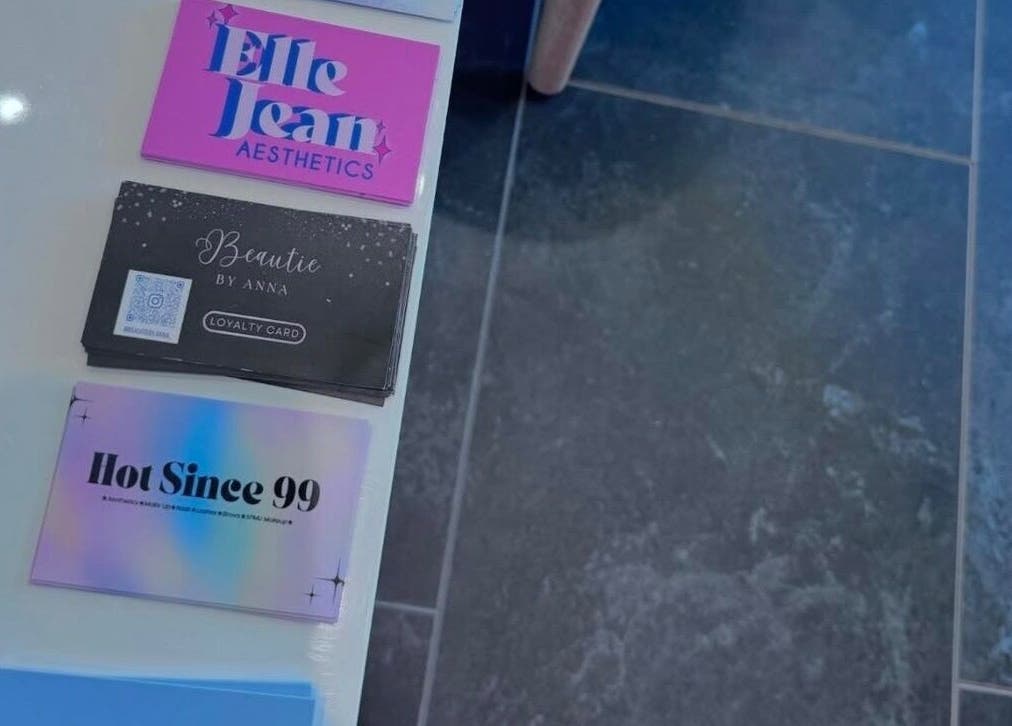 Elle
Jean
AESTHETICS
Beautie
BY ANNA
LOYALTY CARD
Hot Since 99